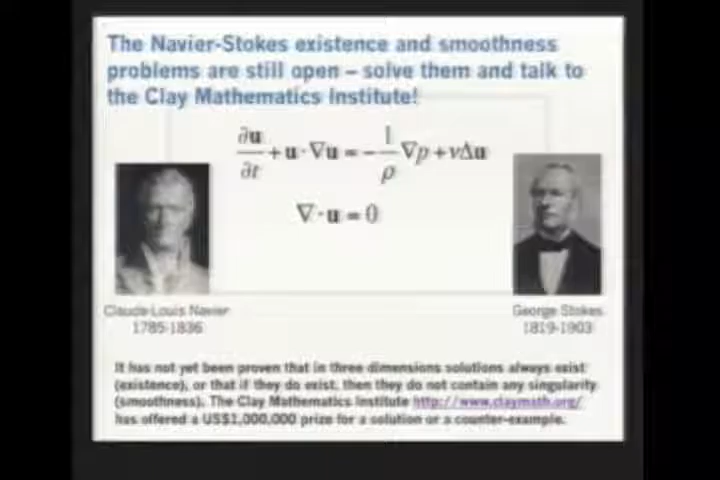 The Navier-Stokes existence and smoothness
problems are still open – solve them and talk to
the Clay Mathematics Institute!
∂u/∂t + u · ∇u = − 1/ρ ∇p + νΔu
∇ · u = 0
Claude-Louis Navier
1785-1836
George Stokes
1819-1903
It has not yet been proven that in three dimensions solutions always exist
(existence), or that if they do exist, then they do not contain any singularity
(smoothness). The Clay Mathematics Institute http://www.claymath.org/
has offered a US$1,000,000 prize for a solution or a counter-example.